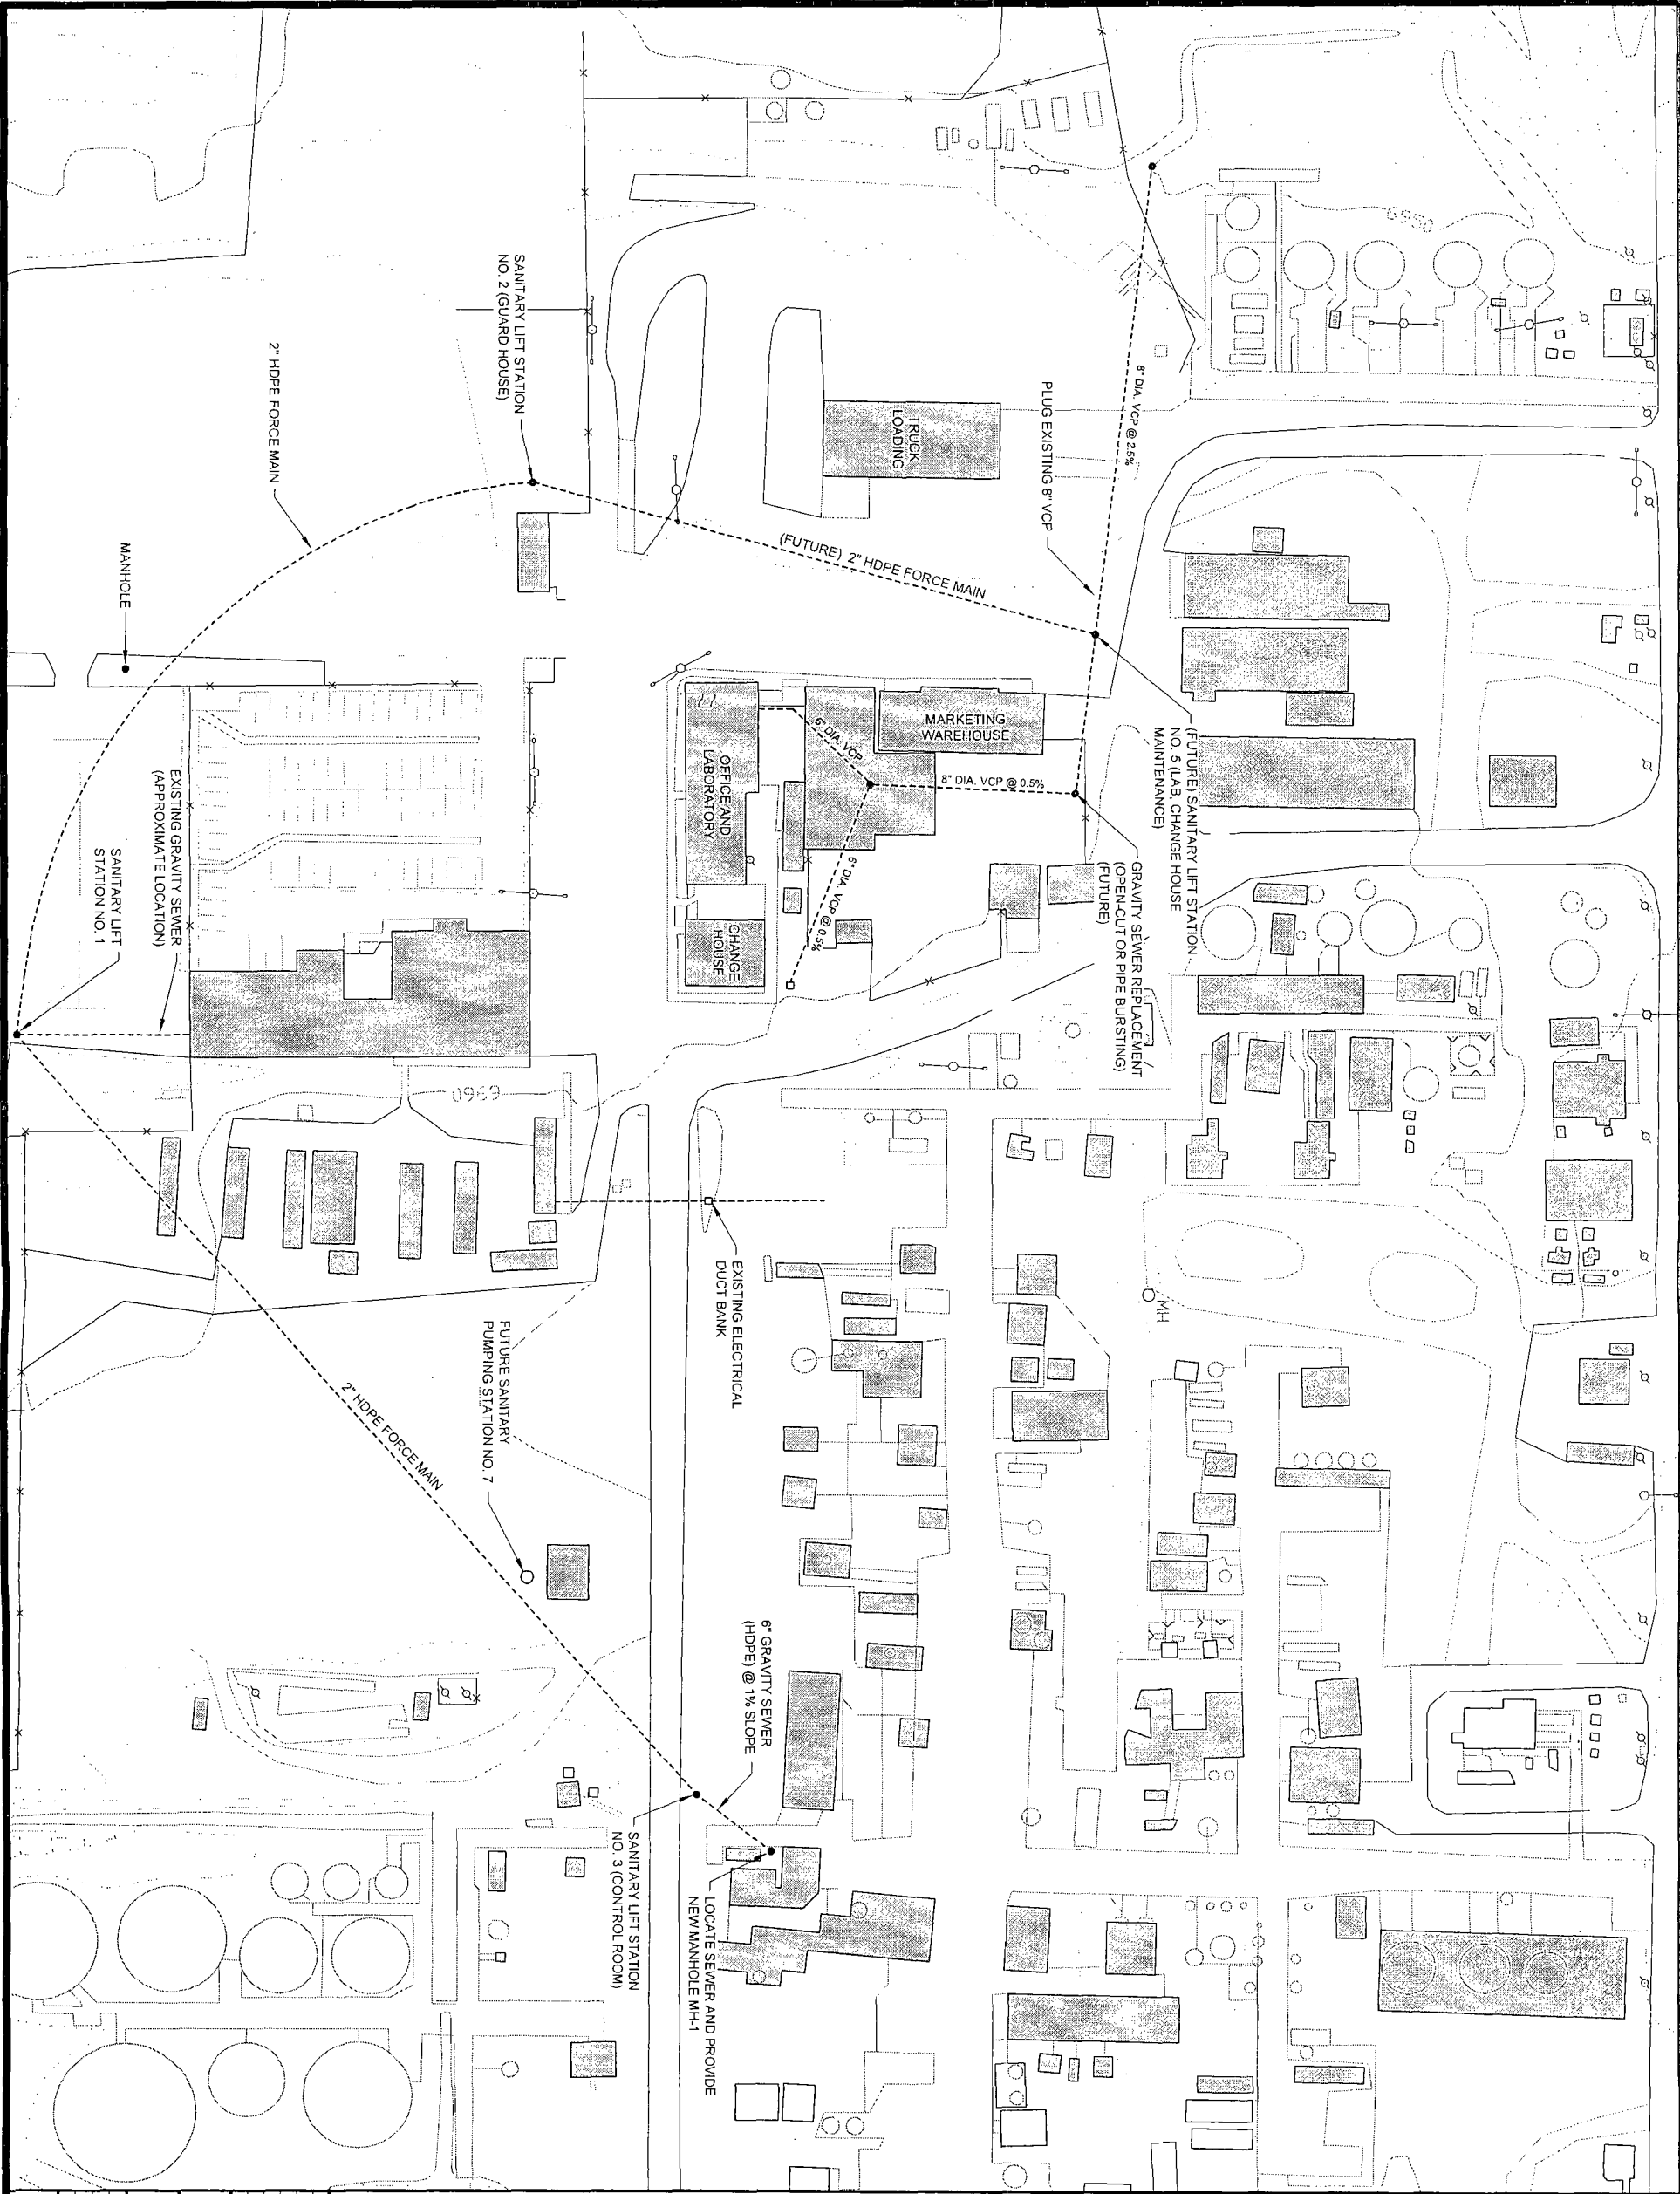 8" DIA. VCP @ 2.5%
PLUG EXISTING 8" VCP
TRUCK
LOADING
SANITARY LIFT STATION
NO. 2 (GUARD HOUSE)
2" HDPE FORCE MAIN
(FUTURE) 2" HDPE FORCE MAIN
MANHOLE
(FUTURE) SANITARY LIFT STATION
NO. 5 (LAB, CHANGE HOUSE
MAINTENANCE)
MARKETING
WAREHOUSE
6" DIA. VCP
8" DIA. VCP @ 0.5%
OFFICE AND
LABORATORY
6" DIA. VCP @ 0.5%
CHANGE
HOUSE
GRAVITY SEWER REPLACEMENT
(OPEN-CUT OR PIPE BURSTING)
(FUTURE)
EXISTING GRAVITY SEWER
(APPROXIMATE LOCATION)
SANITARY LIFT
STATION NO. 1
MH
EXISTING ELECTRICAL
DUCT BANK
FUTURE SANITARY
PUMPING STATION NO. 7
2" HDPE FORCE MAIN
6" GRAVITY SEWER
(HDPE) @ 1% SLOPE
SANITARY LIFT STATION
NO. 3 (CONTROL ROOM)
LOCATE SEWER AND PROVIDE
NEW MANHOLE MH-1